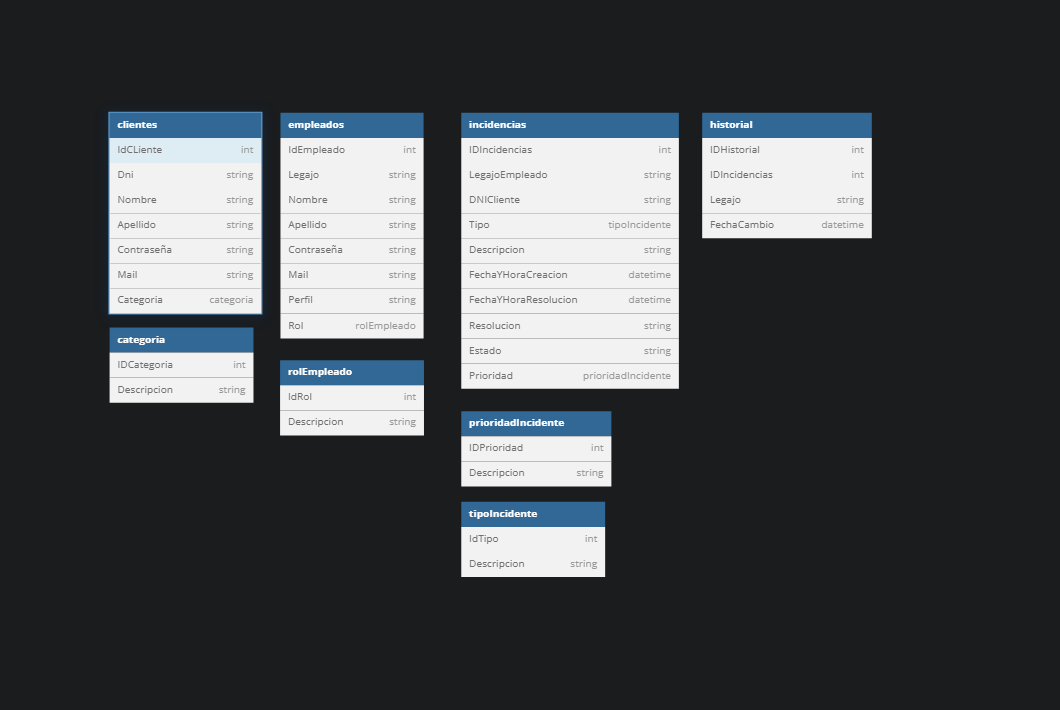 clientes
IdCLiente int
Dni string
Nombre string
Apellido string
Contraseña string
Mail string
Categoria categoria
categoria
IDCategoria int
Descripcion string
empleados
IdEmpleado int
Legajo string
Nombre string
Apellido string
Contraseña string
Mail string
Perfil string
Rol rolEmpleado
rolEmpleado
IdRol int
Descripcion string
incidencias
IDIncidencias int
LegajoEmpleado string
DNICliente string
Tipo tipoIncidente
Descripcion string
FechaYHoraCreacion datetime
FechaYHoraResolucion datetime
Resolucion string
Estado string
Prioridad prioridadIncidente
prioridadIncidente
IDPrioridad int
Descripcion string
tipoIncidente
IdTipo int
Descripcion string
historial
IDHistorial int
IDIncidencias int
Legajo string
FechaCambio datetime